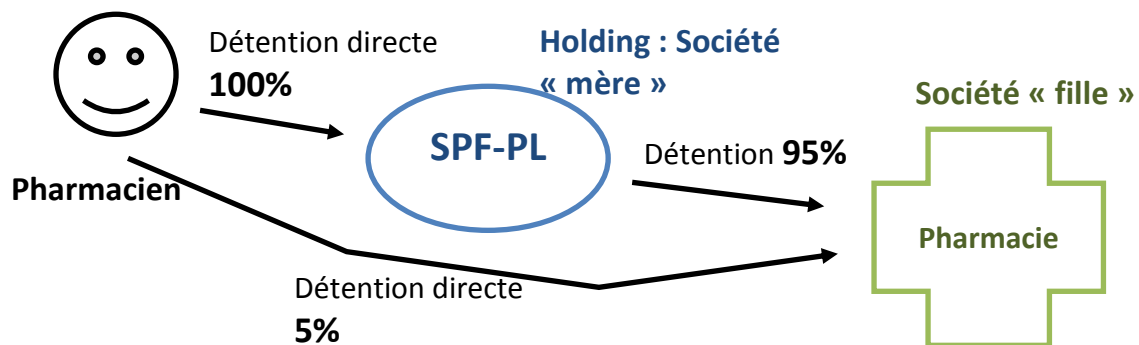 Détention directe
100%
Holding : Société
« mère »
Société « fille »
SPF-PL
Détention 95%
Pharmacien
Pharmacie
Détention directe
5%